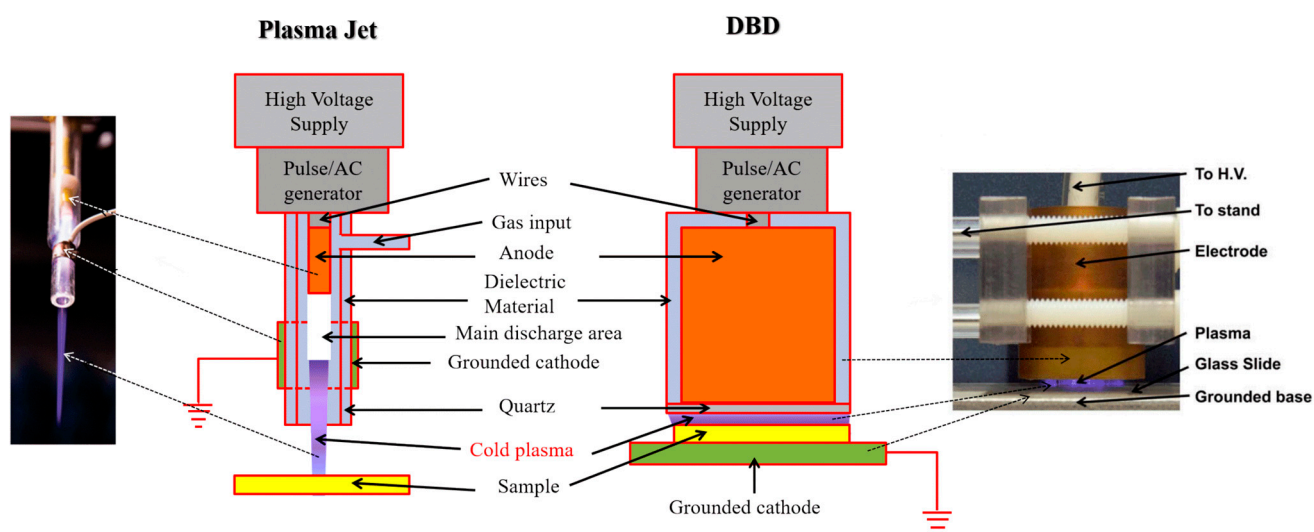 Plasma Jet
DBD
High Voltage
Supply
Pulse/AC
generator
High Voltage
Supply
Pulse/AC
generator
Wires
Gas input
Anode
Dielectric
Material
Main discharge area
Grounded cathode
Quartz
Cold plasma
Sample
Grounded cathode
To H.V.
To stand
Electrode
Plasma
Glass Slide
Grounded base